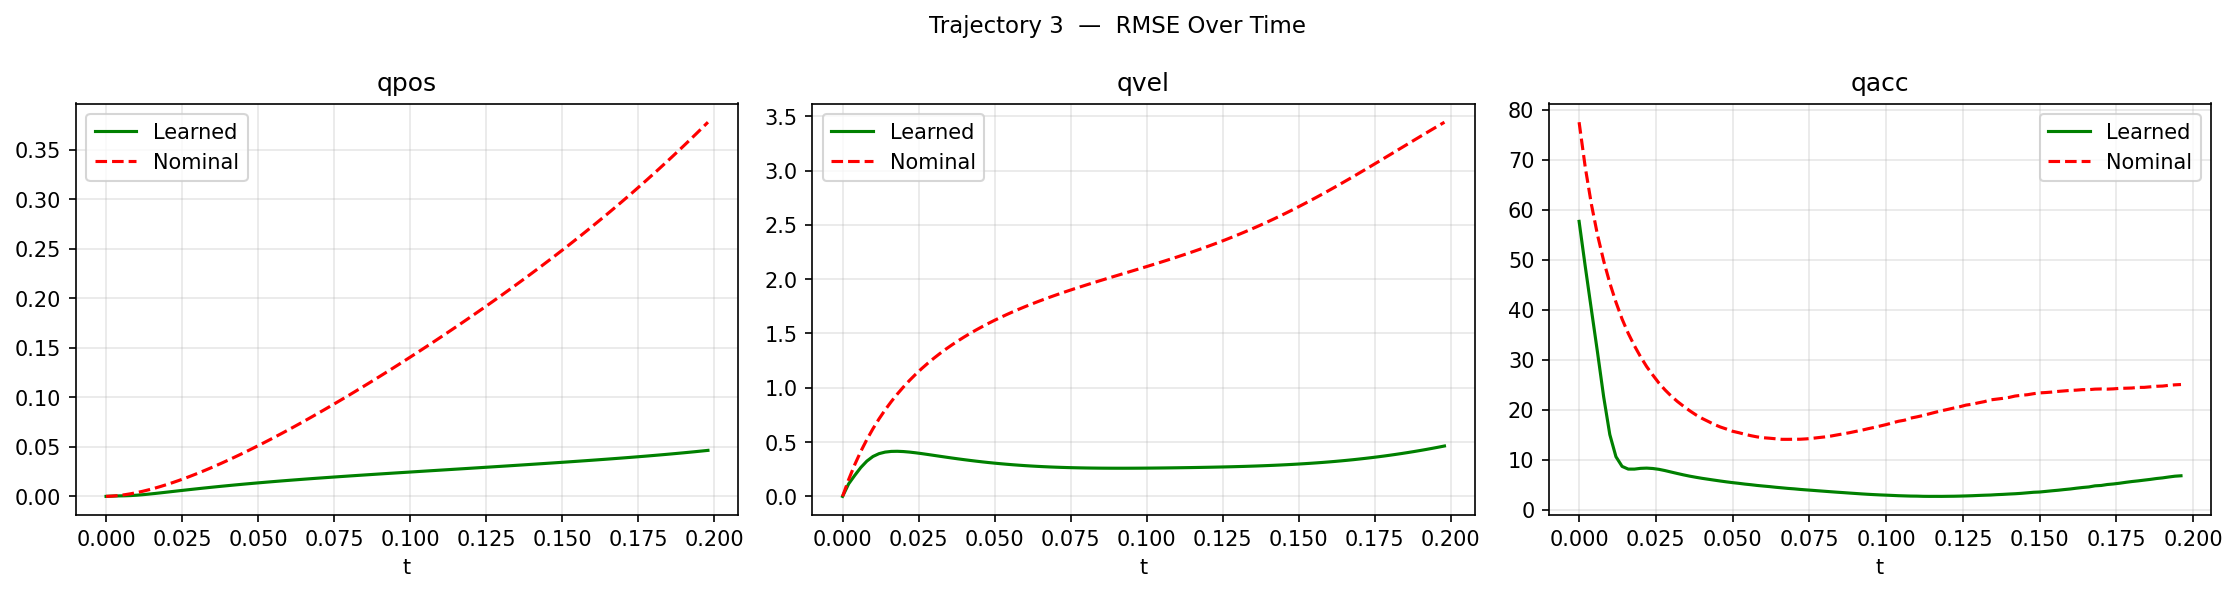 Trajectory 3 — RMSE Over Time
qpos
Learned
Nominal
0.35
0.30
0.25
0.20
0.15
0.10
0.05
0.00
0.000 0.025 0.050 0.075 0.100 0.125 0.150 0.175 0.200
t
qvel
Learned
Nominal
3.5
3.0
2.5
2.0
1.5
1.0
0.5
0.0
0.000 0.025 0.050 0.075 0.100 0.125 0.150 0.175 0.200
t
qacc
Learned
Nominal
80
70
60
50
40
30
20
10
0
0.000 0.025 0.050 0.075 0.100 0.125 0.150 0.175 0.200
t